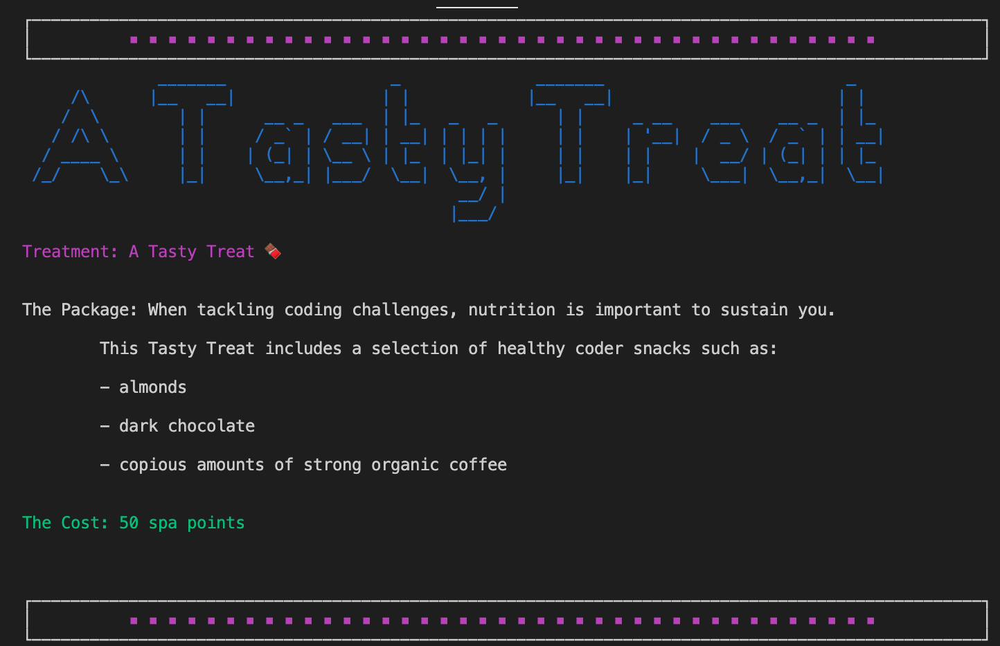 A Tasty Treat
Treatment: A Tasty Treat 🍫
The Package: When tackling coding challenges, nutrition is important to sustain you.
This Tasty Treat includes a selection of healthy coder snacks such as:
– almonds
– dark chocolate
– copious amounts of strong organic coffee
The Cost: 50 spa points